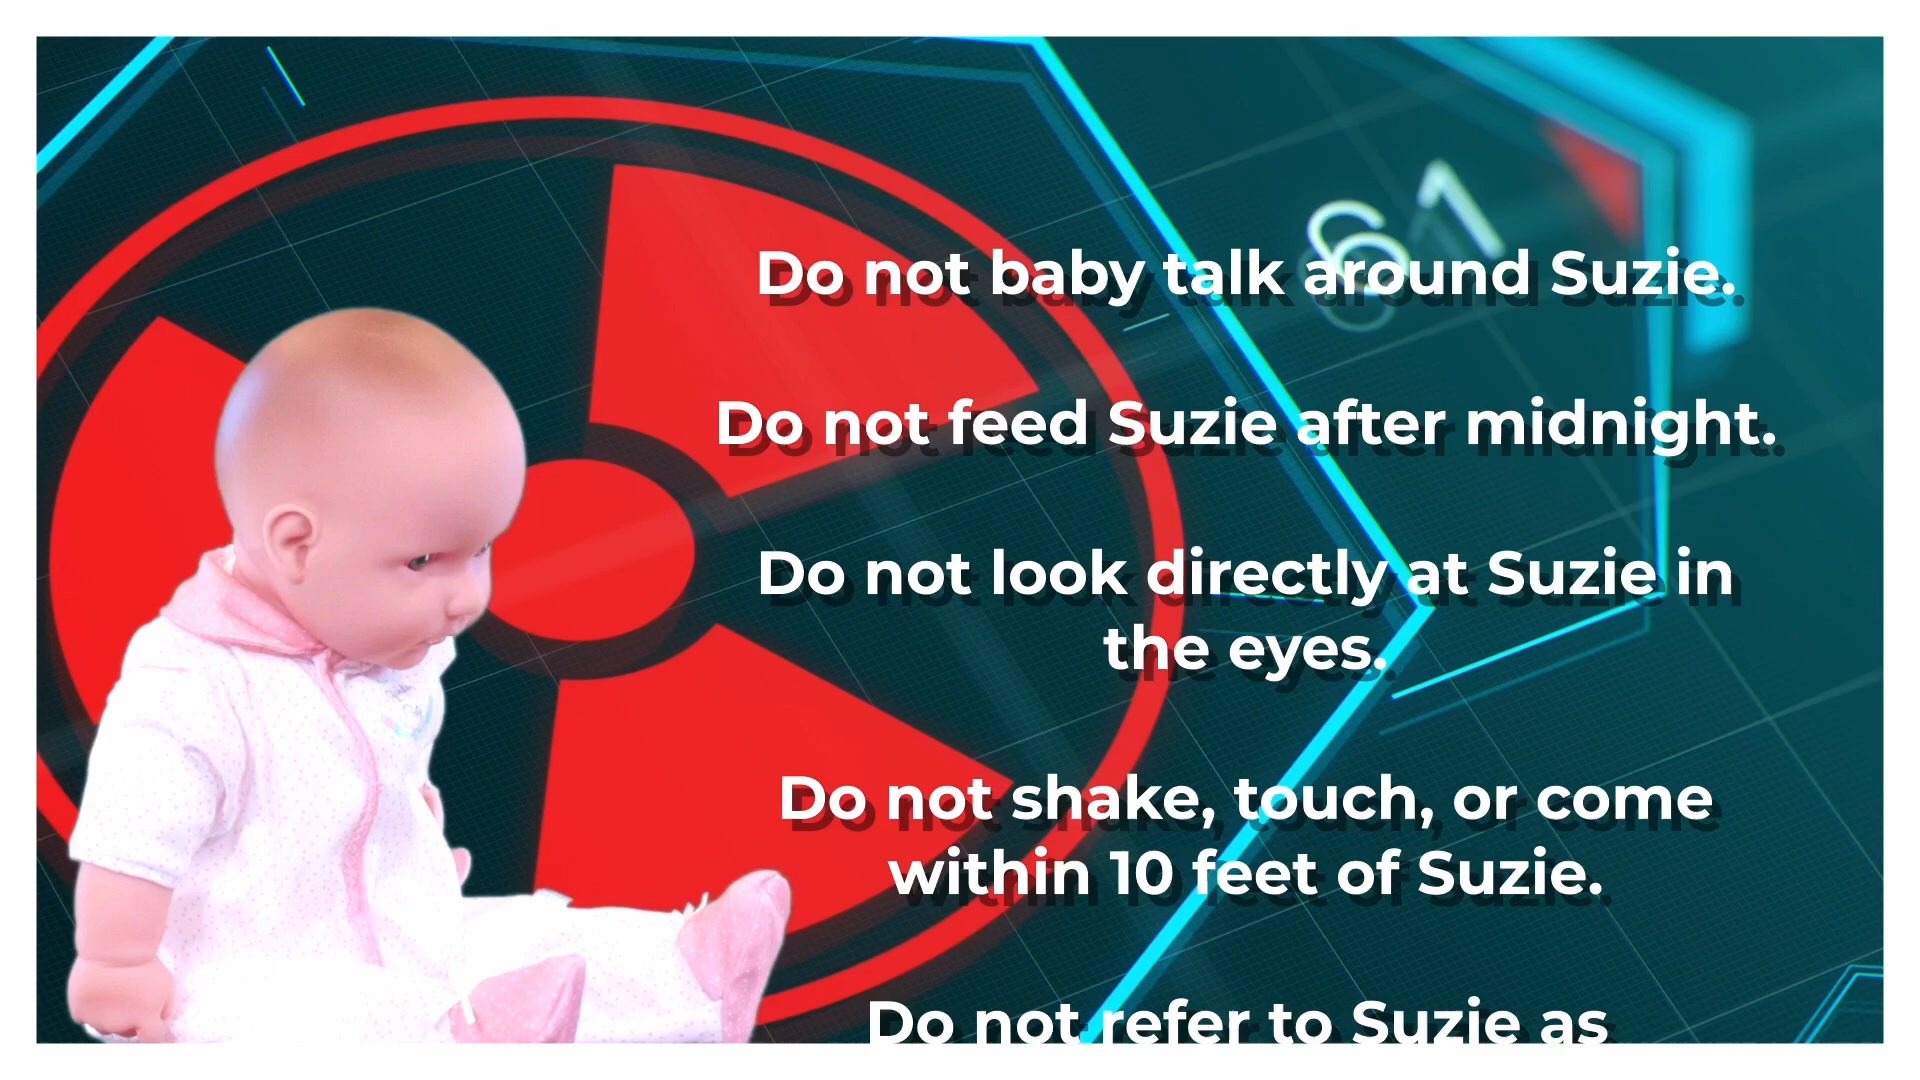 61
Do not baby talk around Suzie.
Do not feed Suzie after midnight.
Do not look directly at Suzie in
the eyes.
Do not shake, touch, or come
within 10 feet of Suzie.
Do not refer to Suzie as